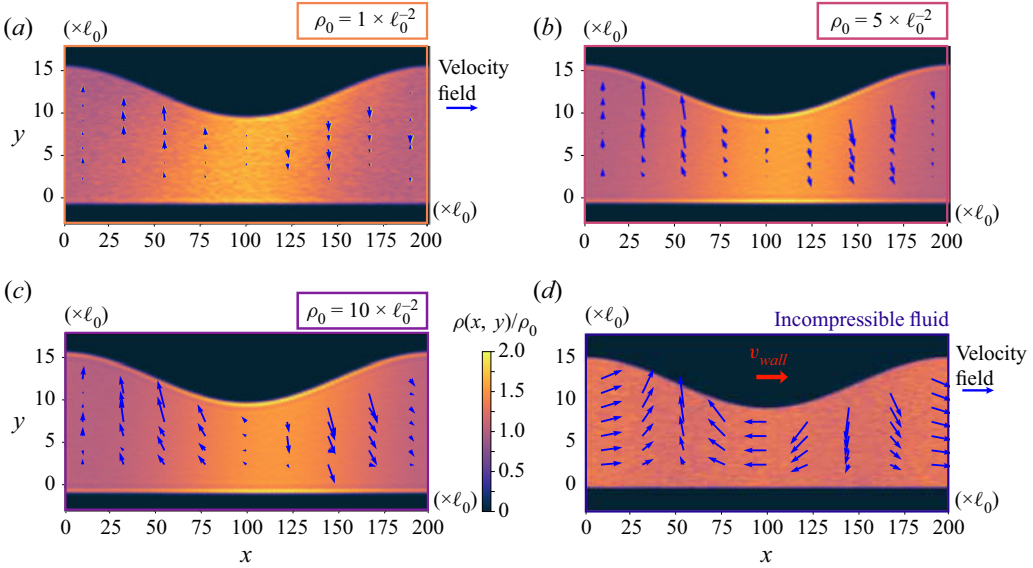 (a)
(×ℓ₀)
ρ₀ = 1 × ℓ₀⁻²
15
10
y
5
0
Velocity
field
(×ℓ₀)
0 25 50 75 100 125 150 175 200
(b)
(×ℓ₀)
ρ₀ = 5 × ℓ₀⁻²
15
10
5
0
(×ℓ₀)
0 25 50 75 100 125 150 175 200
(c)
(×ℓ₀)
ρ₀ = 10 × ℓ₀⁻²
15
10
y
5
0
(×ℓ₀)
0 25 50 75 100 125 150 175 200
x
ρ(x, y)/ρ₀
2.0
1.5
1.0
0.5
0
(d)
(×ℓ₀)
Incompressible fluid
v_wall
15
10
5
0
Velocity
field
(×ℓ₀)
0 25 50 75 100 125 150 175 200
x